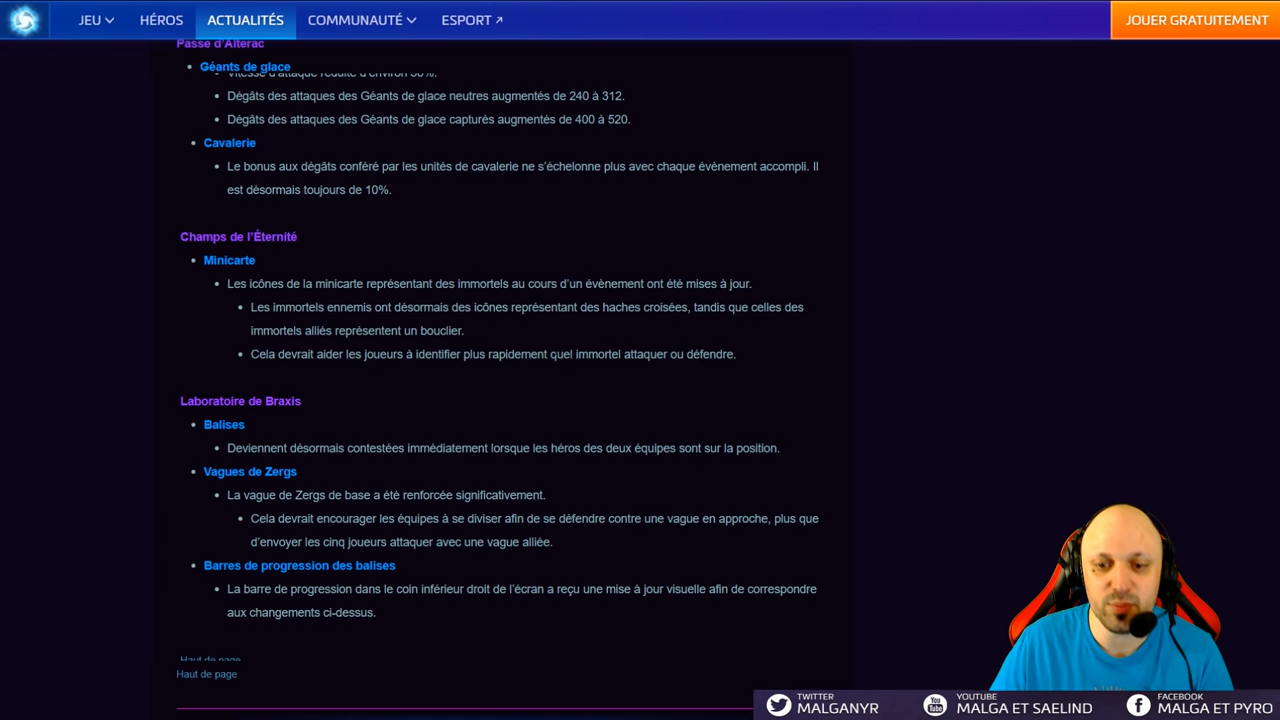 JEU HÉROS ACTUALITÉS COMMUNAUTÉ ESPORT JOUER GRATUITEMENT
Passe d'Alterac
Géants de glace
Vitesse d'attaque réduite d'environ
Dégâts des attaques des Géants de glace neutres augmentés de 240 à 312.
Dégâts des attaques des Géants de glace capturés augmentés de 400 à 520.
Cavalerie
Le bonus aux dégâts conféré par les unités de cavalerie ne s'échelonne plus avec chaque évènement accompli. Il
est désormais toujours de 10%.
Champs de l'Éternité
Minicarte
Les icônes de la minicarte représentant des immortels au cours d'un évènement ont été mises à jour.
Les immortels ennemis ont désormais des icônes représentant des haches croisées, tandis que celles des
immortels alliés représentent un bouclier.
Cela devrait aider les joueurs à identifier plus rapidement quel immortel attaquer ou défendre.
Laboratoire de Braxis
Balises
Deviennent désormais contestées immédiatement lorsque les héros des deux équipes sont sur la position.
Vagues de Zergs
La vague de Zergs de base a été renforcée significativement.
Cela devrait encourager les équipes à se diviser afin de se défendre contre une vague en approche, plus que
d'envoyer les cinq joueurs attaquer avec une vague alliée.
Barres de progression des balises
La barre de progression dans le coin inférieur droit de l'écran a reçu une mise à jour visuelle afin de correspondre
aux changements ci-dessus.
Haut de page
Haut de page
TWITTER
MALGANYR
YOUTUBE
MALGA ET SAELIND
FACEBOOK
MALGA ET PYRO